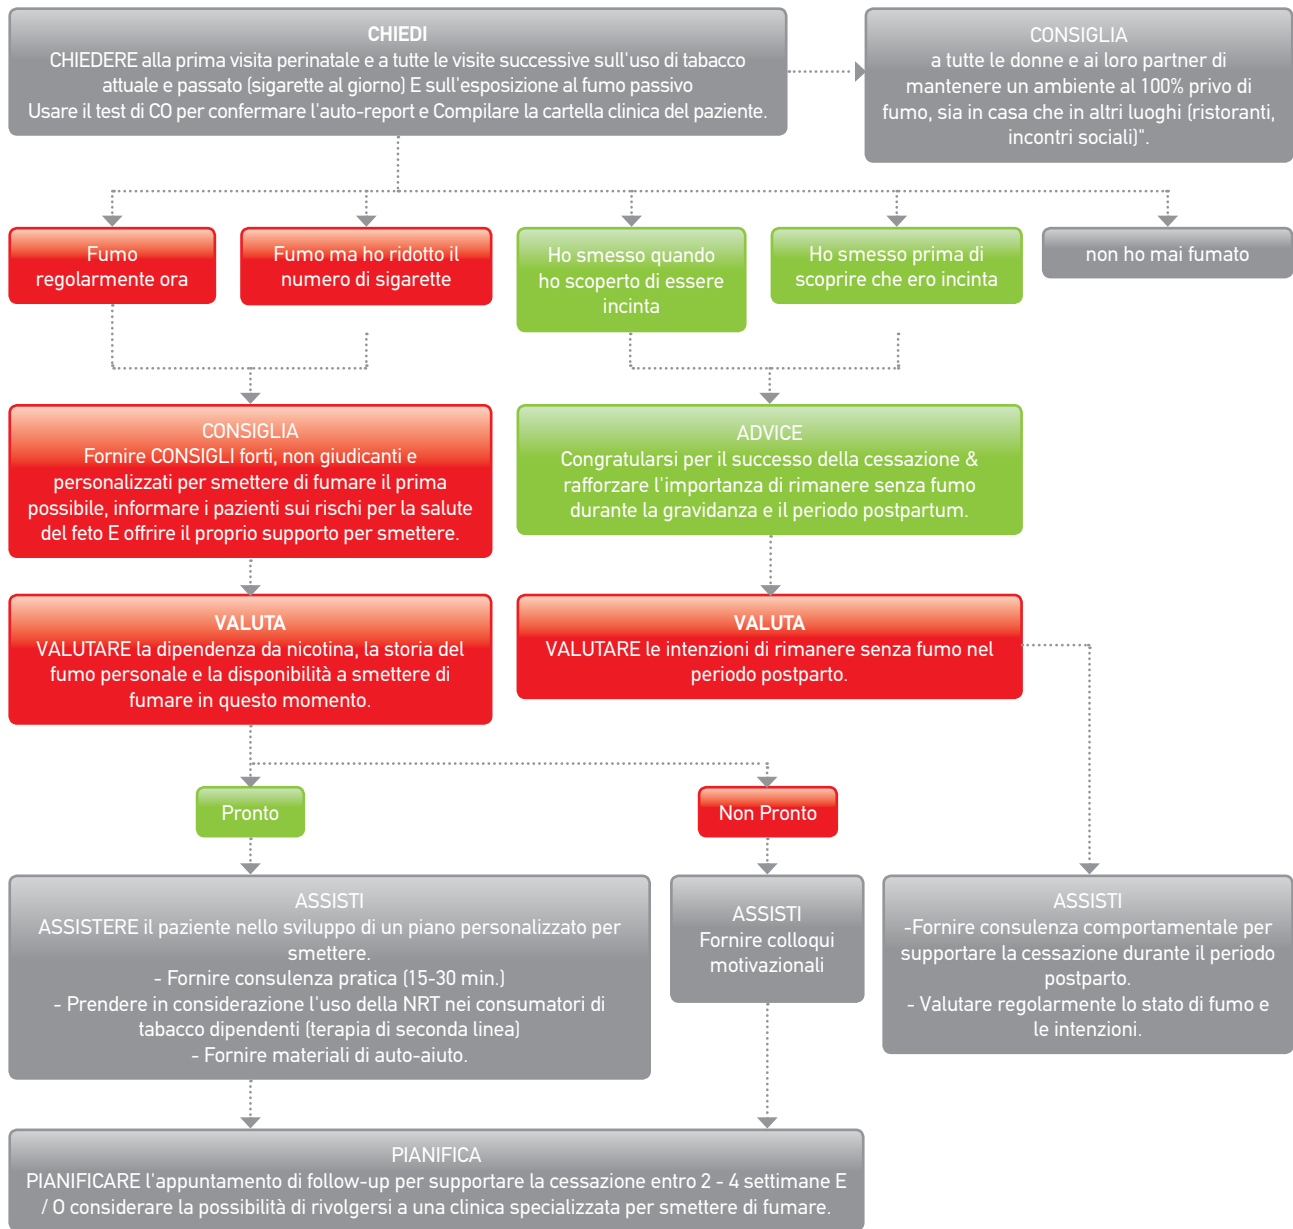 CHIEDI
CHIEDERE alla prima visita perinatale e a tutte le visite successive sull'uso di tabacco
attuale e passato (sigarette al giorno) E sull'esposizione al fumo passivo
Usare il test di CO per confermare l'auto-report e Compilare la cartella clinica del paziente.
CONSIGLIA
a tutte le donne e ai loro partner di
mantenere un ambiente al 100% privo di
fumo, sia in casa che in altri luoghi (ristoranti,
incontri sociali)".
Fumo
regolarmente ora
Fumo ma ho ridotto il
numero di sigarette
Ho smesso quando
ho scoperto di essere
incinta
Ho smesso prima di
scoprire che ero incinta
non ho mai fumato
CONSIGLIA
Fornire CONSIGLI forti, non giudicanti e
personalizzati per smettere di fumare il prima
possibile, informare i pazienti sui rischi per la salute
del feto E offrire il proprio supporto per smettere.
ADVICE
Congratularsi per il successo della cessazione &
rafforzare l'importanza di rimanere senza fumo
durante la gravidanza e il periodo postpartum.
VALUTA
VALUTARE la dipendenza da nicotina, la storia del
fumo personale e la disponibilità a smettere di
fumare in questo momento.
VALUTA
VALUTARE le intenzioni di rimanere senza fumo nel
periodo postparto.
Pronto
Non Pronto
ASSISTI
ASSISTERE il paziente nello sviluppo di un piano personalizzato per
smettere.
- Fornire consulenza pratica (15-30 min.)
- Prendere in considerazione l'uso della NRT nei consumatori di
tabacco dipendenti (terapia di seconda linea)
- Fornire materiali di auto-aiuto.
ASSISTI
Fornire colloqui
motivazionali
ASSISTI
-Fornire consulenza comportamentale per
supportare la cessazione durante il periodo
postparto.
- Valutare regolarmente lo stato di fumo e
le intenzioni.
PIANIFICA
PIANIFICARE l'appuntamento di follow-up per supportare la cessazione entro 2 - 4 settimane E
/ O considerare la possibilità di rivolgersi a una clinica specializzata per smettere di fumare.